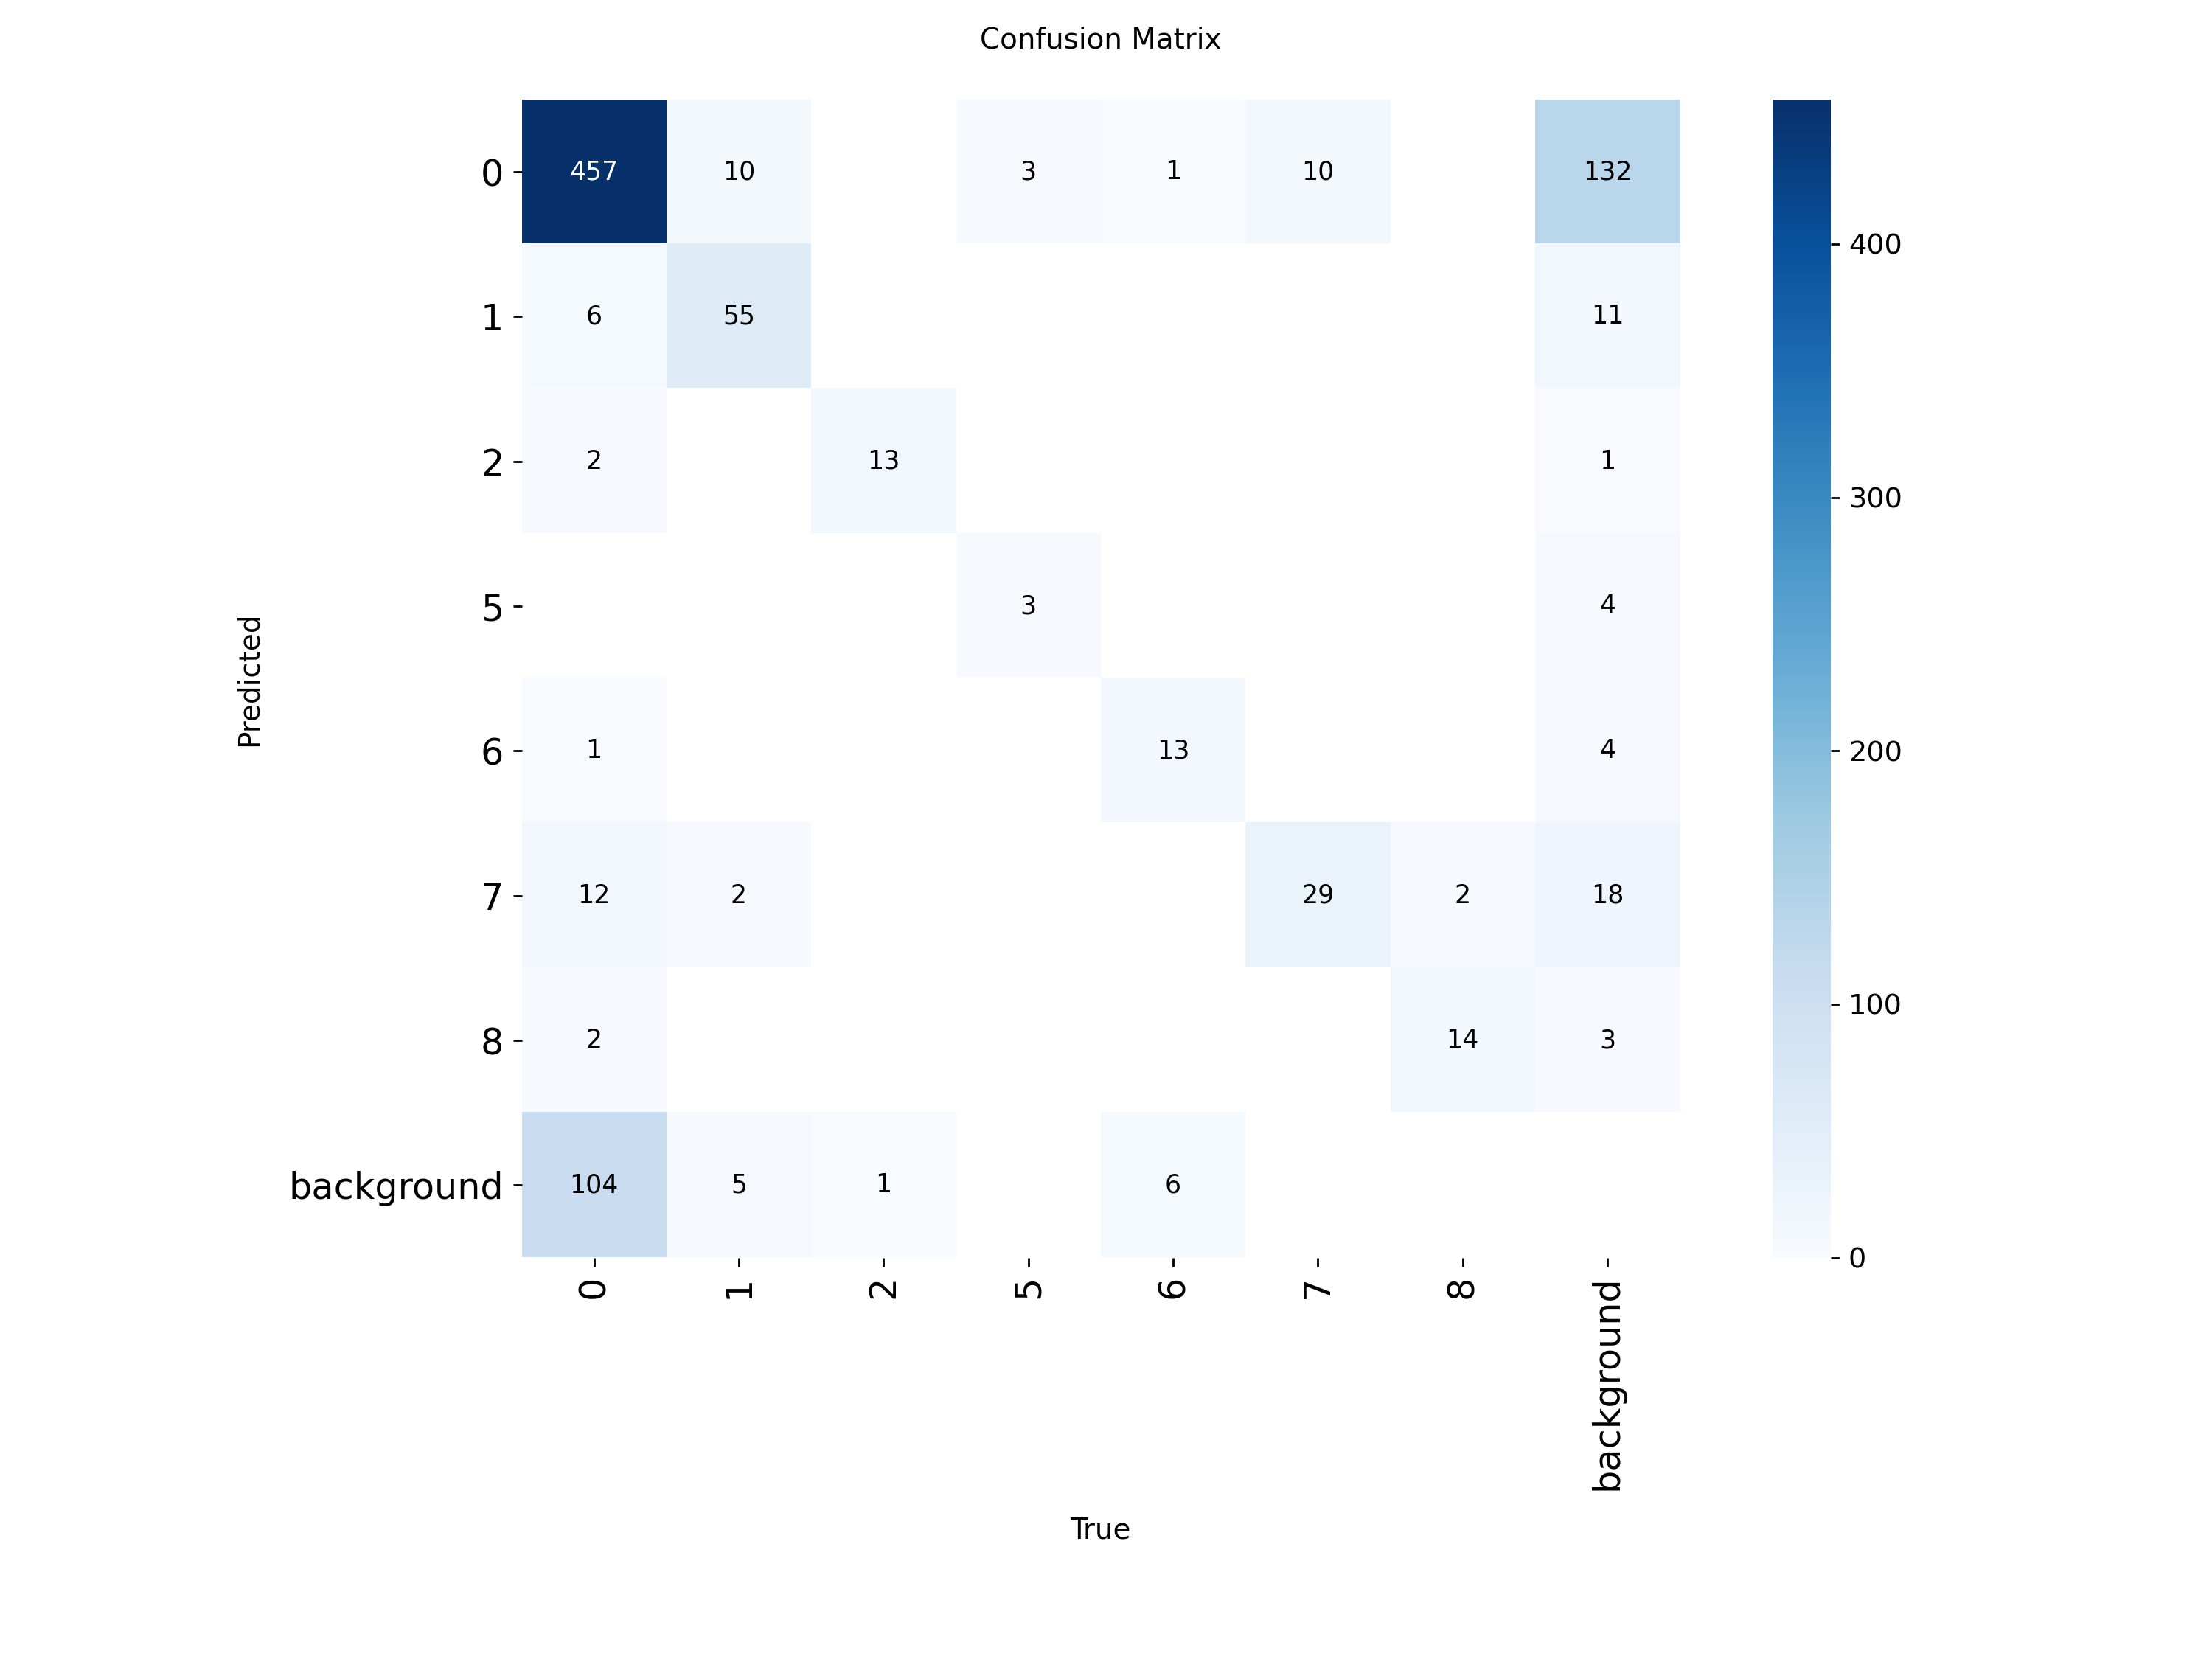 Confusion Matrix
0 457 10 3 1 10 132
1 6 55 11
2 2 13 1
5 3 4
6 1 13 4
7 12 2 29 2 18
8 2 14 3
background 104 5 1 6
0 1 2 5 6 7 8 background
Predicted
True
400
300
200
100
0